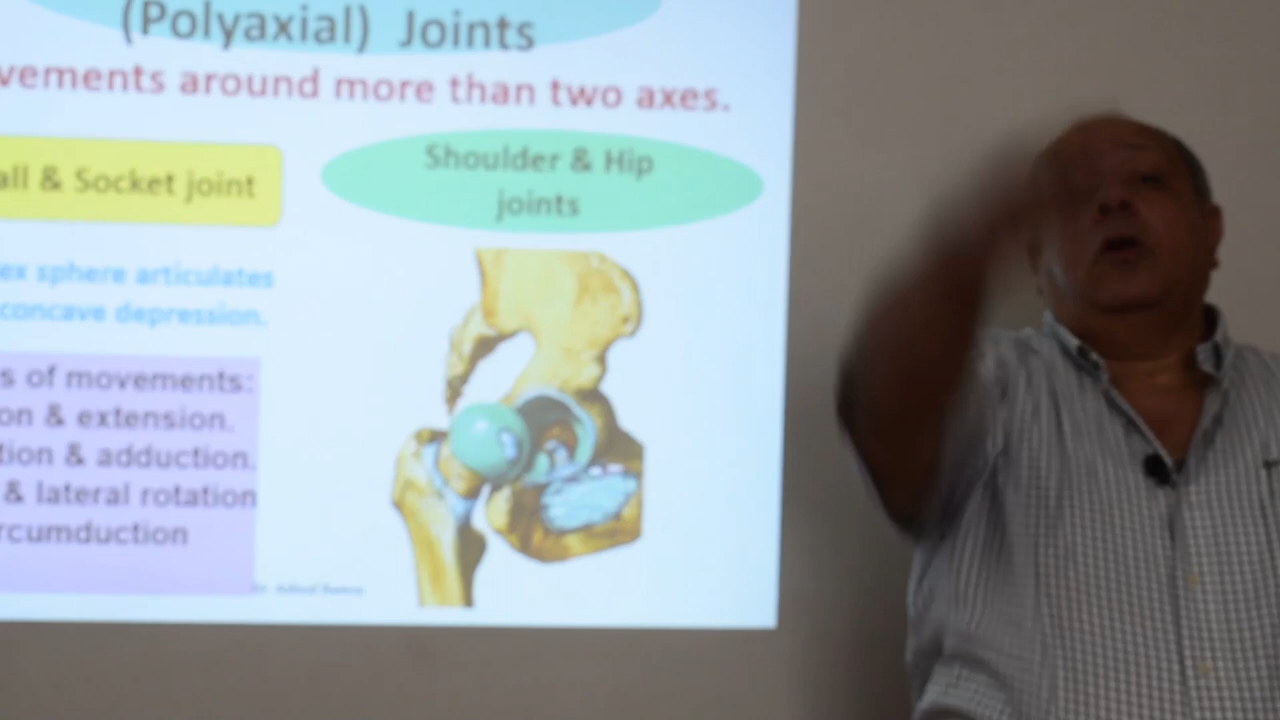 (Polyaxial) Joints
vements around more than two axes.
all & Socket joint
Shoulder & Hip
joints
ex sphere articulates
concave depression.
s of movements:
on & extension.
tion & adduction.
& lateral rotation
rcumduction